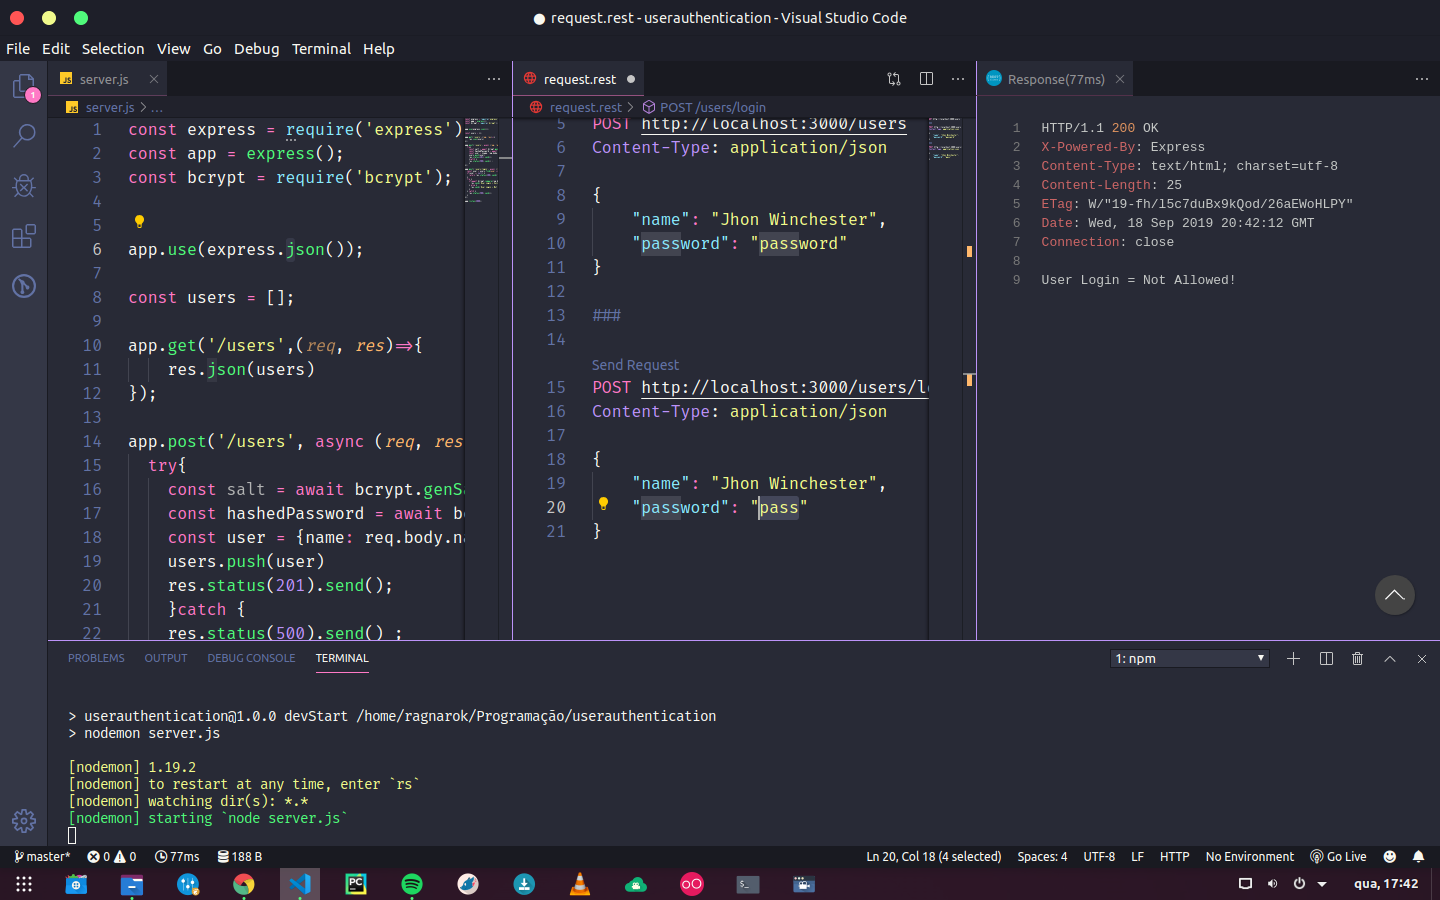 request.rest - userauthentication - Visual Studio Code
File Edit Selection View Go Debug Terminal Help
server.js
request.rest
Response(77ms)
1
server.js > ...
request.rest > POST /users/login
1 const express = require('express')
2 const app = express();
3 const bcrypt = require('bcrypt');
4
5
6 app.use(express.json());
7
8 const users = [];
9
10 app.get('/users',(req, res)=>{
11 res.json(users)
12 });
13
14 app.post('/users', async (req, res
15 try{
16 const salt = await bcrypt.genSa
17 const hashedPassword = await bc
18 const user = {name: req.body.na
19 users.push(user)
20 res.status(201).send();
21 }catch {
22 res.status(500).send() ;
5 POST http://localhost:3000/users
6 Content-Type: application/json
7
8 {
9 "name": "Jhon Winchester",
10 "password": "password"
11 }
12
13 ###
14
Send Request
15 POST http://localhost:3000/users/lo
16 Content-Type: application/json
17
18 {
19 "name": "Jhon Winchester",
20 "password": "pass"
21 }
1 HTTP/1.1 200 OK
2 X-Powered-By: Express
3 Content-Type: text/html; charset=utf-8
4 Content-Length: 25
5 ETag: W/"19-fh/l5c7duBx9kQod/26aEWoHLPY"
6 Date: Wed, 18 Sep 2019 20:42:12 GMT
7 Connection: close
8
9 User Login = Not Allowed!
PROBLEMS OUTPUT DEBUG CONSOLE TERMINAL
1: npm
> userauthentication@1.0.0 devStart /home/ragnarok/Programação/userauthentication
> nodemon server.js
[nodemon] 1.19.2
[nodemon] to restart at any time, enter `rs`
[nodemon] watching dir(s): *.*
[nodemon] starting `node server.js`
master* 0 0 77ms 188 B
Ln 20, Col 18 (4 selected) Spaces: 4 UTF-8 LF HTTP No Environment Go Live
PC
qua, 17:42